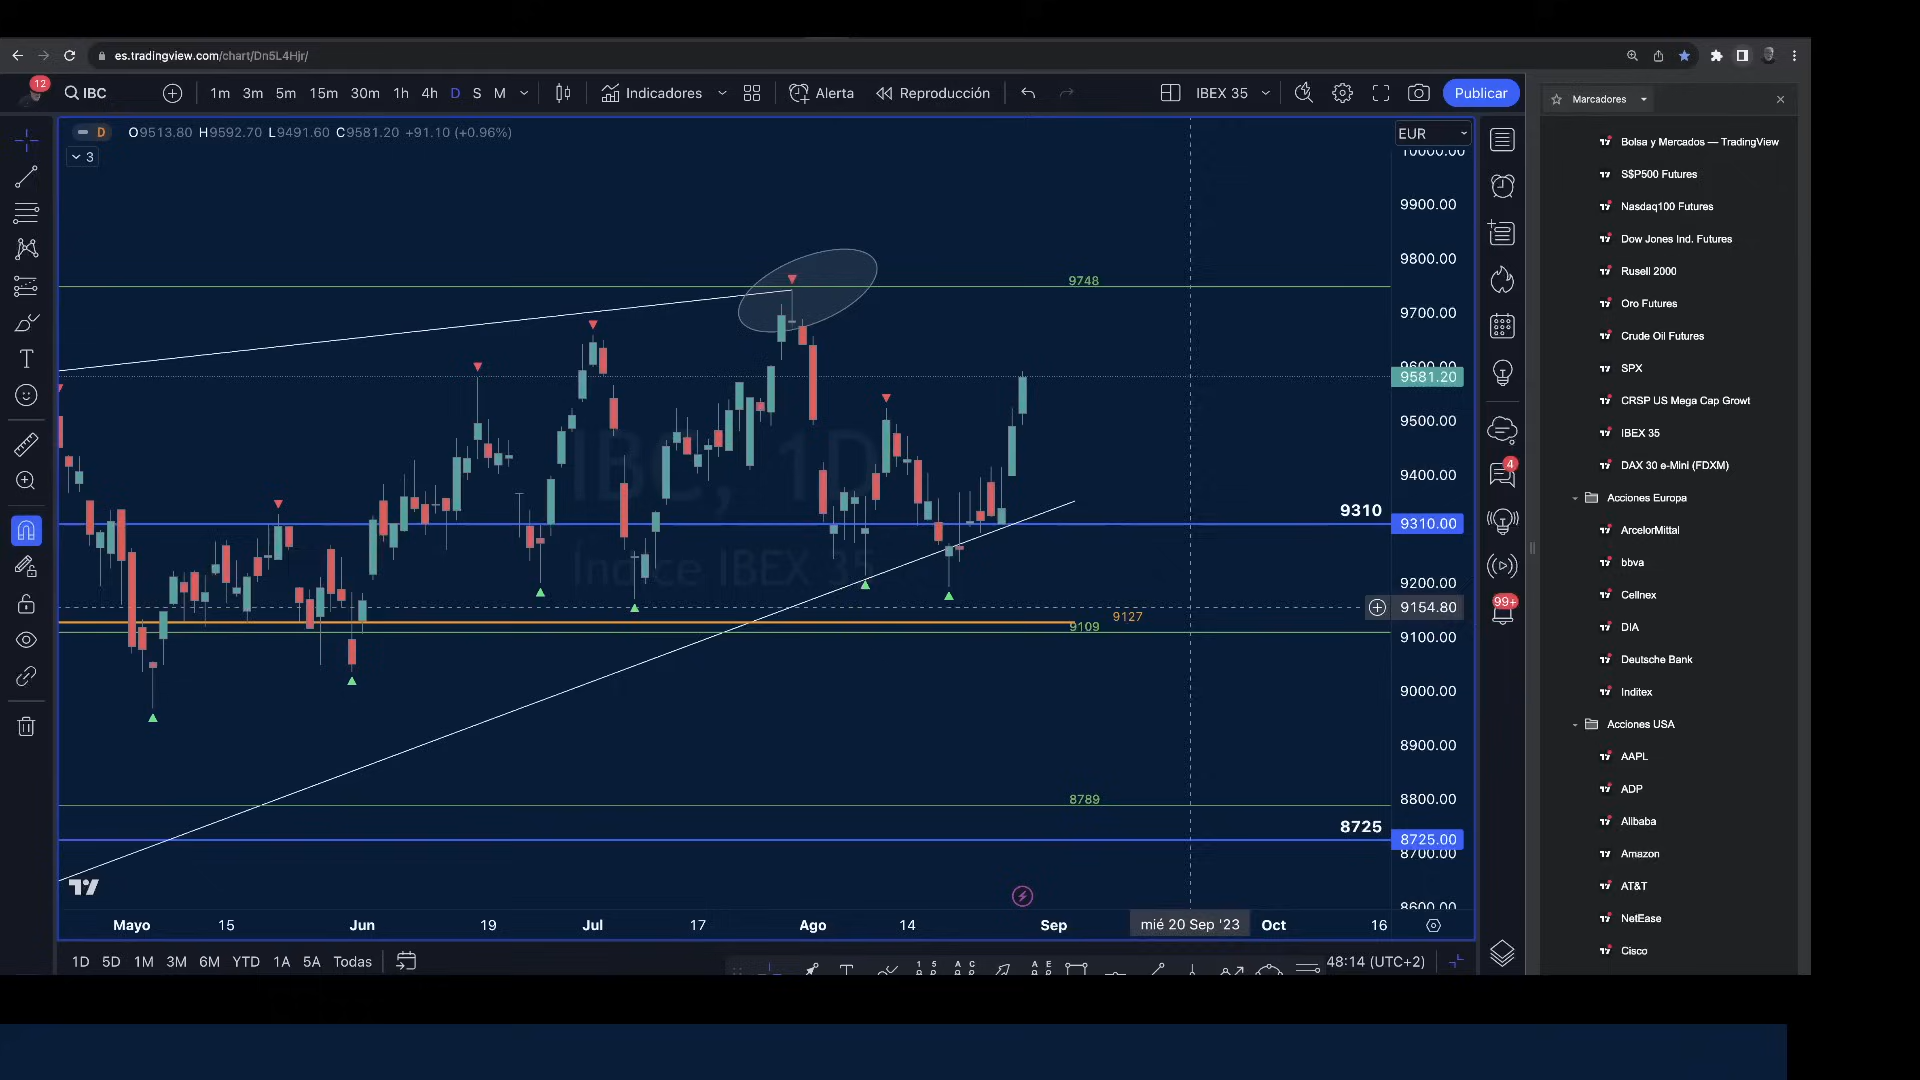 es.tradingview.com/chart/Dn5L4Hjr/
12
IBC
1m 3m 5m 15m 30m 1h 4h D S M
Indicadores
Alerta
Reproducción
IBEX 35
Publicar
D O9513.80 H9592.70 L9491.60 C9581.20 +91.10 (+0.96%)
3
EUR
10000.00
9900.00
9800.00
9748
9700.00
9600.00
9581.20
9500.00
9400.00
IBC, 1D
9310
9310.00
Índice IBEX 35
9200.00
9154.80
9127
9109
9100.00
9000.00
8900.00
8789
8800.00
8725
8725.00
8700.00
8600.00
Mayo 15 Jun 19 Jul 17 Ago 14 Sep mié 20 Sep '23 Oct 16
1D 5D 1M 3M 6M YTD 1A 5A Todas
48:14 (UTC+2)
4
99+
Marcadores
Bolsa y Mercados — TradingView
S$P500 Futures
Nasdaq100 Futures
Dow Jones Ind. Futures
Rusell 2000
Oro Futures
Crude Oil Futures
SPX
CRSP US Mega Cap Growt
IBEX 35
DAX 30 e-Mini (FDXM)
Acciones Europa
ArcelorMittal
bbva
Cellnex
DIA
Deutsche Bank
Inditex
Acciones USA
AAPL
ADP
Alibaba
Amazon
AT&T
NetEase
Cisco